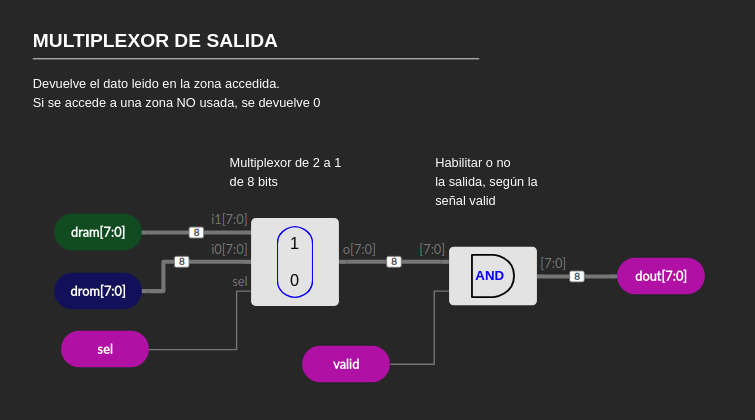 MULTIPLEXOR DE SALIDA
Devuelve el dato leido en la zona accedida.
Si se accede a una zona NO usada, se devuelve 0
Multiplexor de 2 a 1
de 8 bits
Habilitar o no
la salida, según la
señal valid
dram[7:0]
8
i1[7:0]
drom[7:0]
8
i0[7:0]
sel
sel
1
0
o[7:0]
8
[7:0]
valid
AND
[7:0]
8
dout[7:0]